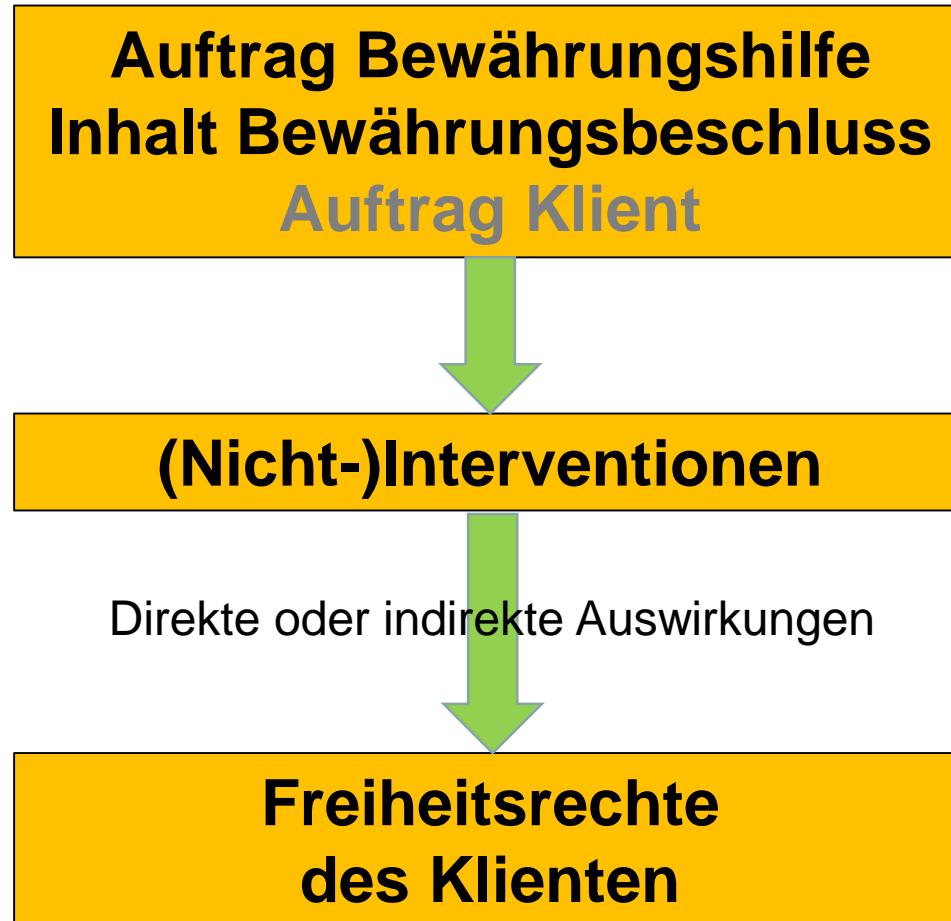 Auftrag Bewährungshilfe
Inhalt Bewährungsbeschluss
Auftrag Klient
(Nicht-)Interventionen
Direkte oder indirekte Auswirkungen
Freiheitsrechte
des Klienten